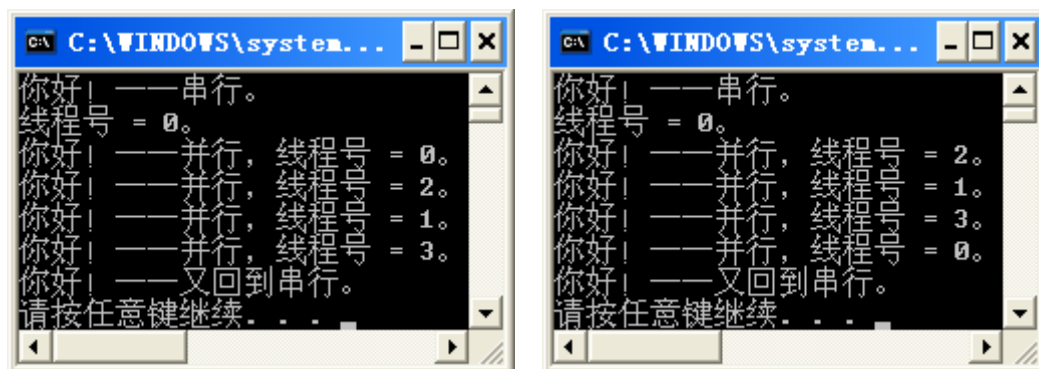 C:\WINDOWS\system...
你好！——串行。
线程号 = 0。
你好！——并行，线程号 = 0。
你好！——并行，线程号 = 2。
你好！——并行，线程号 = 1。
你好！——并行，线程号 = 3。
你好！——又回到串行。
请按任意键继续. . .
C:\WINDOWS\system...
你好！——串行。
线程号 = 0。
你好！——并行，线程号 = 2。
你好！——并行，线程号 = 1。
你好！——并行，线程号 = 3。
你好！——并行，线程号 = 0。
你好！——又回到串行。
请按任意键继续. . .